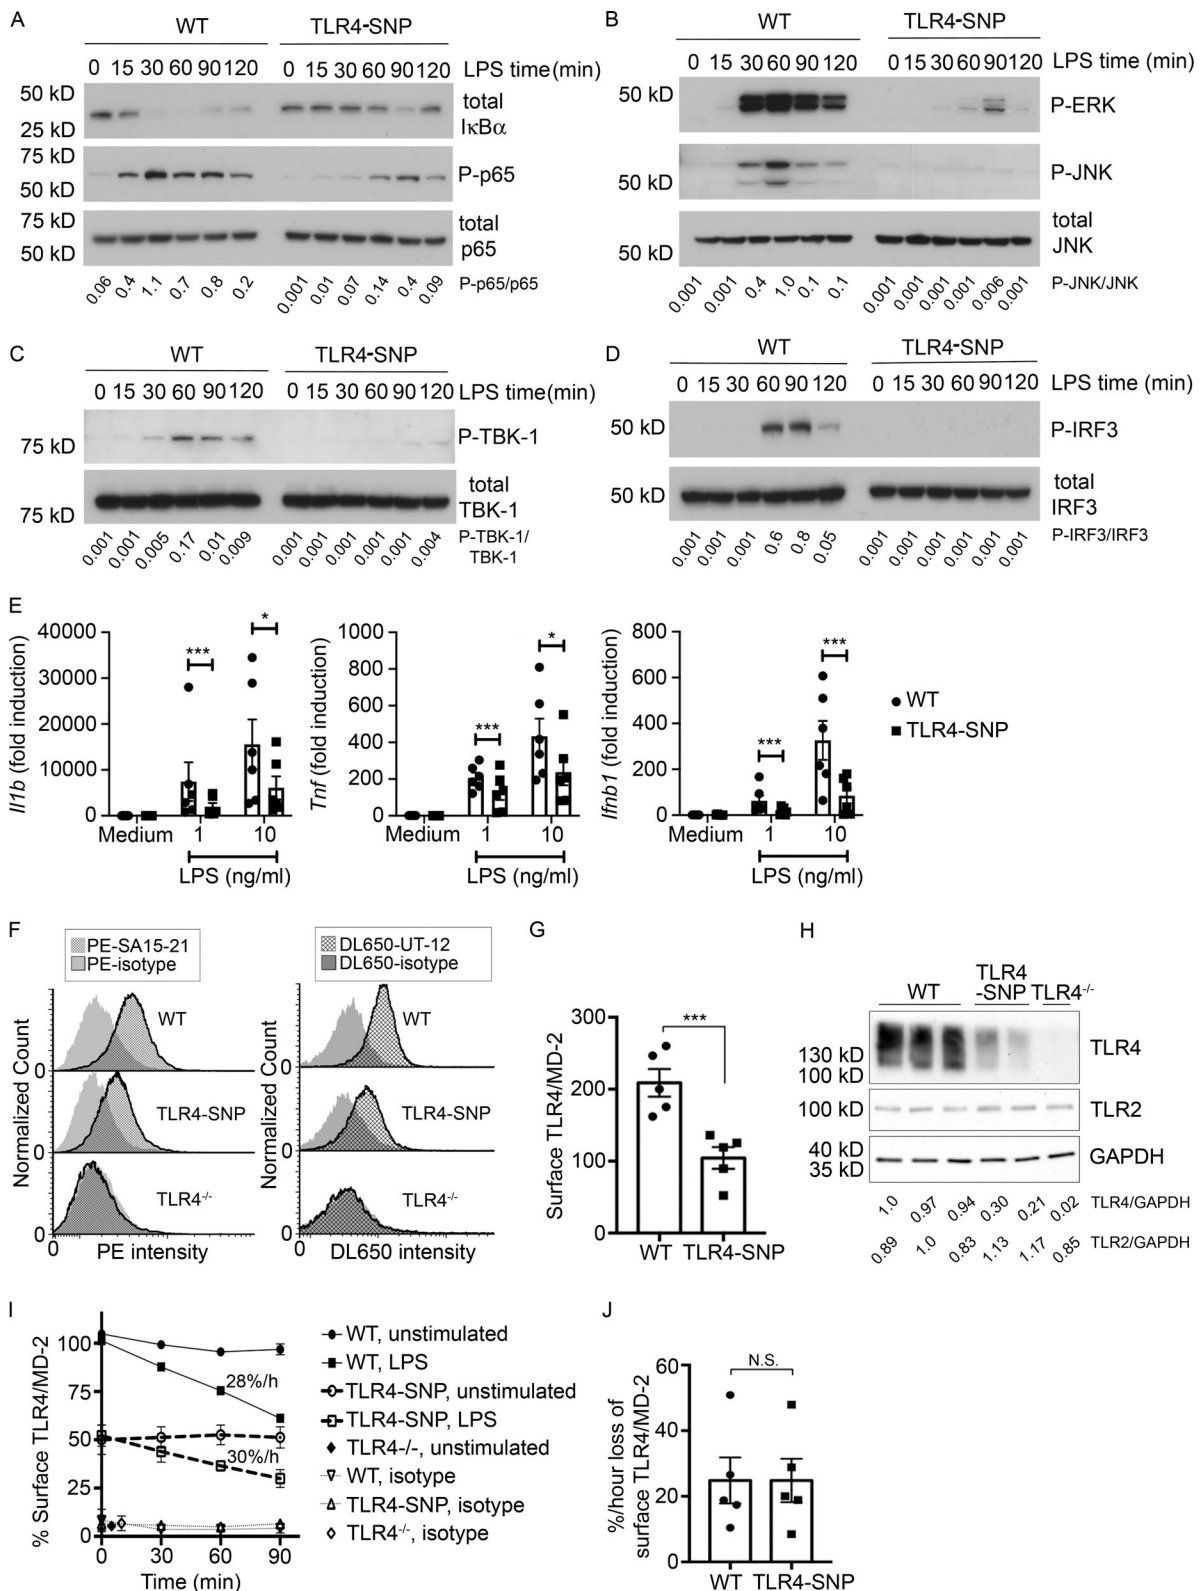 A
WT TLR4-SNP
0 15 30 60 90 120 0 15 30 60 90 120 LPS time (min)
50 kD
25 kD
total
IκBα
75 kD
50 kD
P-p65
75 kD
50 kD
total
p65
0.06 0.4 1.1 0.7 0.8 0.2 0.001 0.01 0.07 0.14 0.4 0.09 P-p65/p65
B
WT TLR4-SNP
0 15 30 60 90 120 0 15 30 60 90 120 LPS time (min)
50 kD
P-ERK
50 kD
P-JNK
50 kD
total
JNK
0.001 0.001 0.4 1.0 0.1 0.1 0.001 0.001 0.001 0.001 0.006 0.001 P-JNK/JNK
C
WT TLR4-SNP
0 15 30 60 90 120 0 15 30 60 90 120 LPS time (min)
75 kD
P-TBK-1
75 kD
total
TBK-1
0.001 0.001 0.005 0.17 0.01 0.009 0.001 0.001 0.001 0.001 0.001 0.004 P-TBK-1/
TBK-1
D
WT TLR4-SNP
0 15 30 60 90 120 0 15 30 60 90 120 LPS time (min)
50 kD
P-IRF3
50 kD
total
IRF3
0.001 0.001 0.001 0.6 0.8 0.05 0.001 0.001 0.001 0.001 0.001 0.001 P-IRF3/IRF3
E
Il1b (fold induction)
40000
30000
20000
10000
0
*** *
Medium 1 10
LPS (ng/ml)
Tnf (fold induction)
1000
800
600
400
200
0
*** *
Medium 1 10
LPS (ng/ml)
Ifnb1 (fold induction)
800
600
400
200
0
*** ***
Medium 1 10
LPS (ng/ml)
WT
TLR4-SNP
F
PE-SA15-21
PE-isotype
Normalized Count
WT
0
TLR4-SNP
0
TLR4-/-
0
0
PE intensity
DL650-UT-12
DL650-isotype
Normalized Count
WT
0
TLR4-SNP
0
TLR4-/-
0
0
DL650 intensity
G
Surface TLR4/MD-2
300
200
100
0
***
WT TLR4-SNP
H
WT TLR4
-SNP TLR4-/-
130 kD
100 kD
TLR4
100 kD
TLR2
40 kD
35 kD
GAPDH
1.0 0.97 0.94 0.30 0.21 0.02 TLR4/GAPDH
0.89 1.0 0.83 1.13 1.17 0.85 TLR2/GAPDH
I
% Surface TLR4/MD-2
100
75
50
25
0
28%/h
30%/h
0 30 60 90
Time (min)
WT, unstimulated
WT, LPS
TLR4-SNP, unstimulated
TLR4-SNP, LPS
TLR4-/-, unstimulated
WT, isotype
TLR4-SNP, isotype
TLR4-/-, isotype
J
%/hour loss of
surface TLR4/MD-2
60
40
20
0
N.S.
WT TLR4-SNP